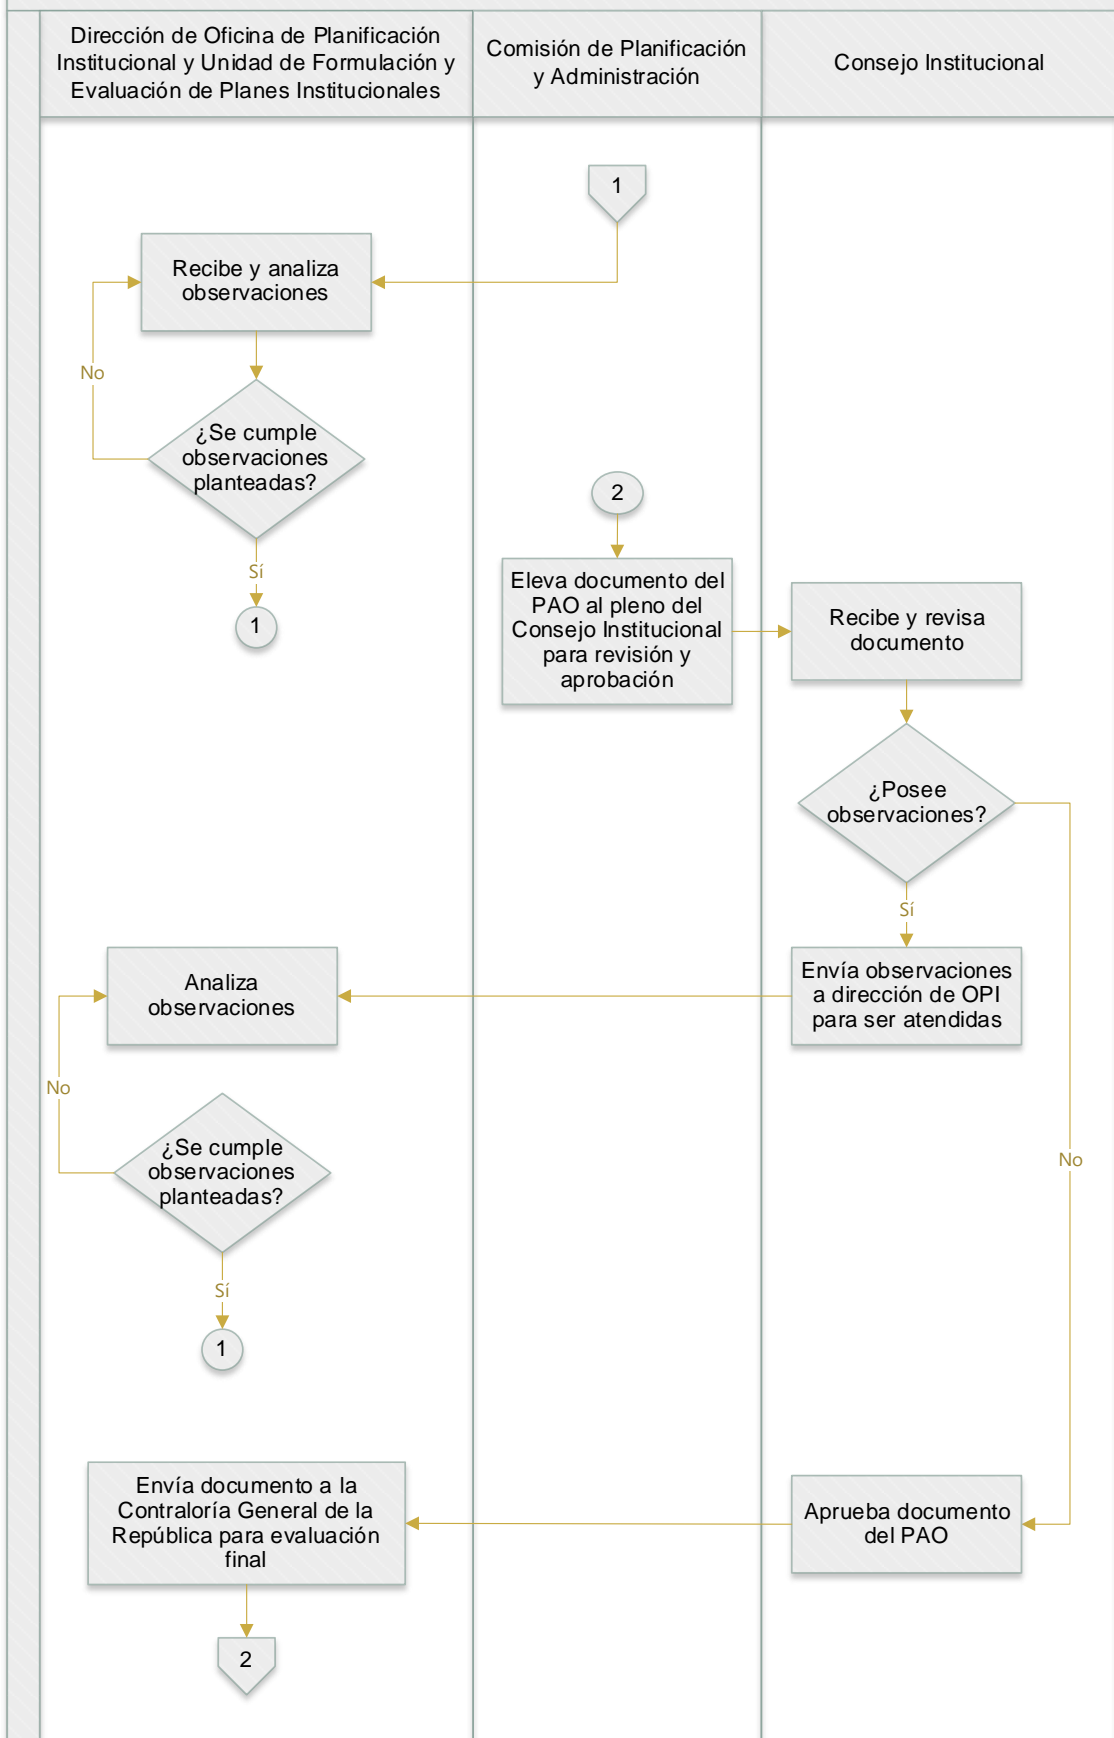 Dirección de Oficina de Planificación
Institucional y Unidad de Formulación y
Evaluación de Planes Institucionales
Comisión de Planificación
y Administración
Consejo Institucional
1
Recibe y analiza
observaciones
No
¿Se cumple
observaciones
planteadas?
Sí
1
2
Eleva documento del
PAO al pleno del
Consejo Institucional
para revisión y
aprobación
Recibe y revisa
documento
¿Posee
observaciones?
Sí
Envía observaciones
a dirección de OPI
para ser atendidas
Analiza
observaciones
No
¿Se cumple
observaciones
planteadas?
Sí
1
No
Aprueba documento
del PAO
Envía documento a la
Contraloría General de la
República para evaluación
final
2